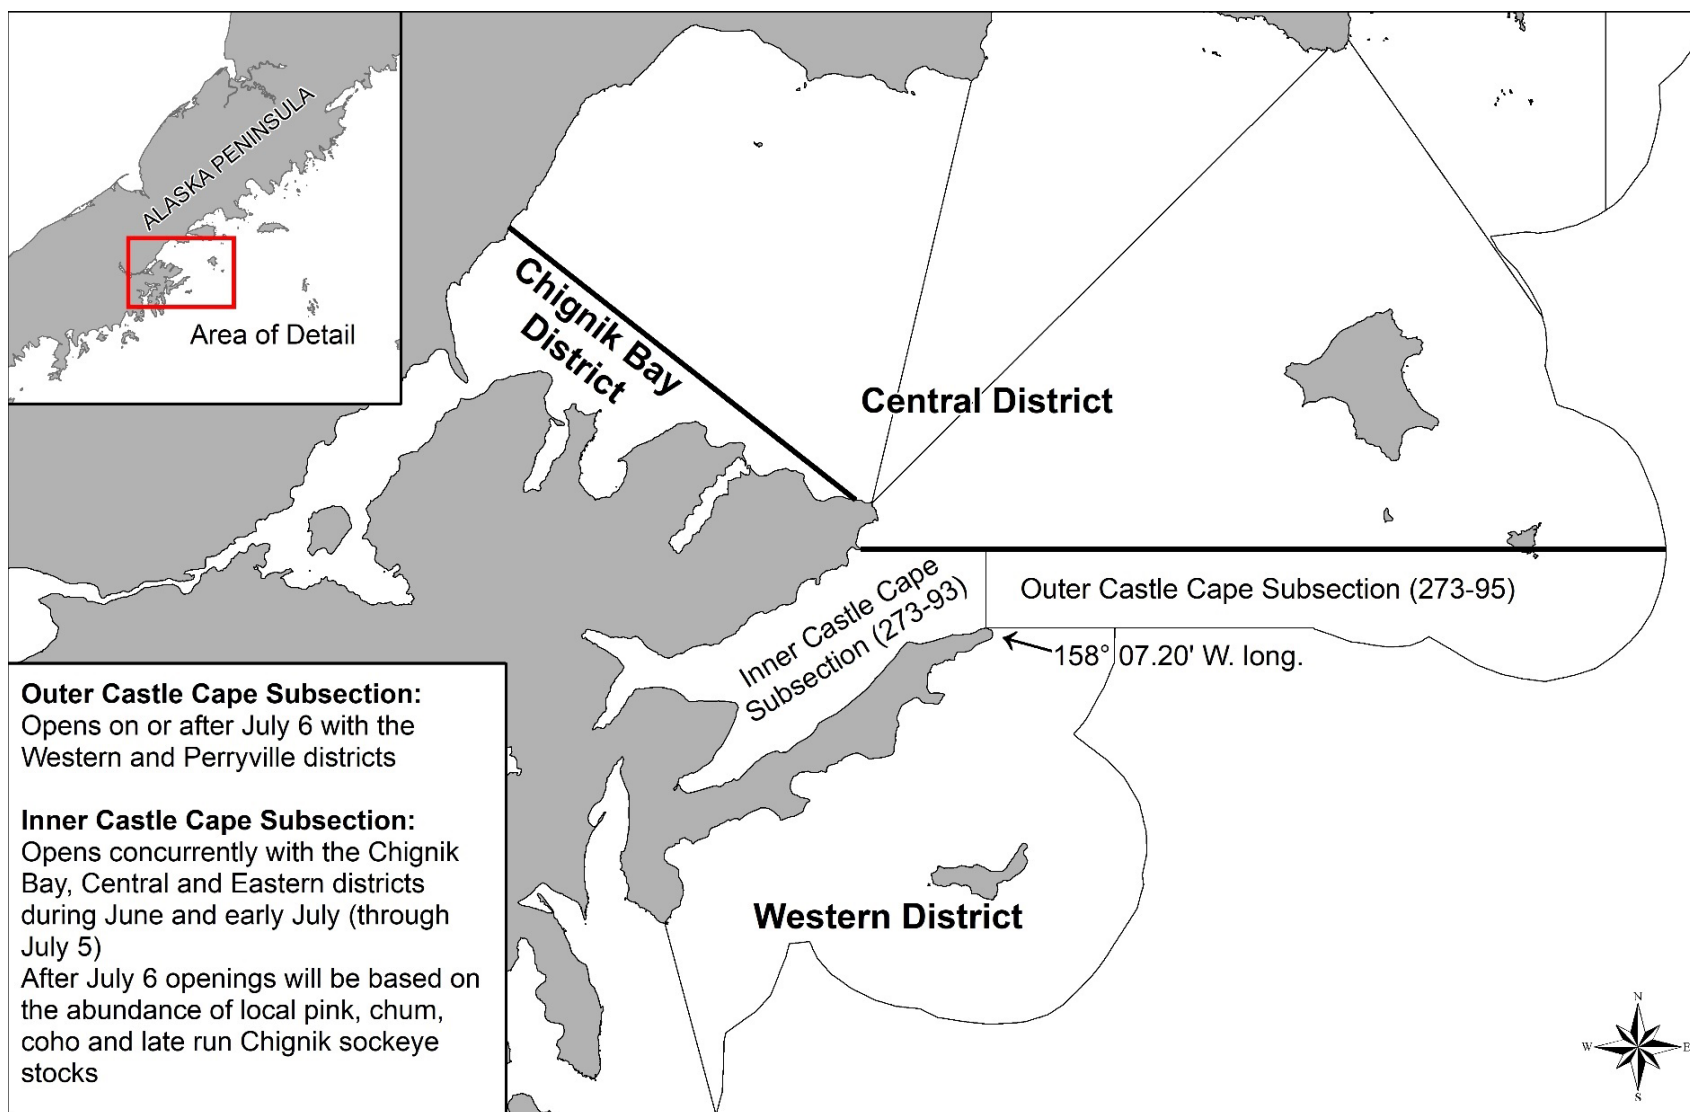 ALASKA PENINSULA
Area of Detail
Chignik Bay
District
Central District
Inner Castle Cape
Subsection (273-93)
Outer Castle Cape Subsection (273-95)
158° 07.20' W. long.
Western District
Outer Castle Cape Subsection:
Opens on or after July 6 with the
Western and Perryville districts
Inner Castle Cape Subsection:
Opens concurrently with the Chignik
Bay, Central and Eastern districts
during June and early July (through
July 5)
After July 6 openings will be based on
the abundance of local pink, chum,
coho and late run Chignik sockeye
stocks
N
W E
S